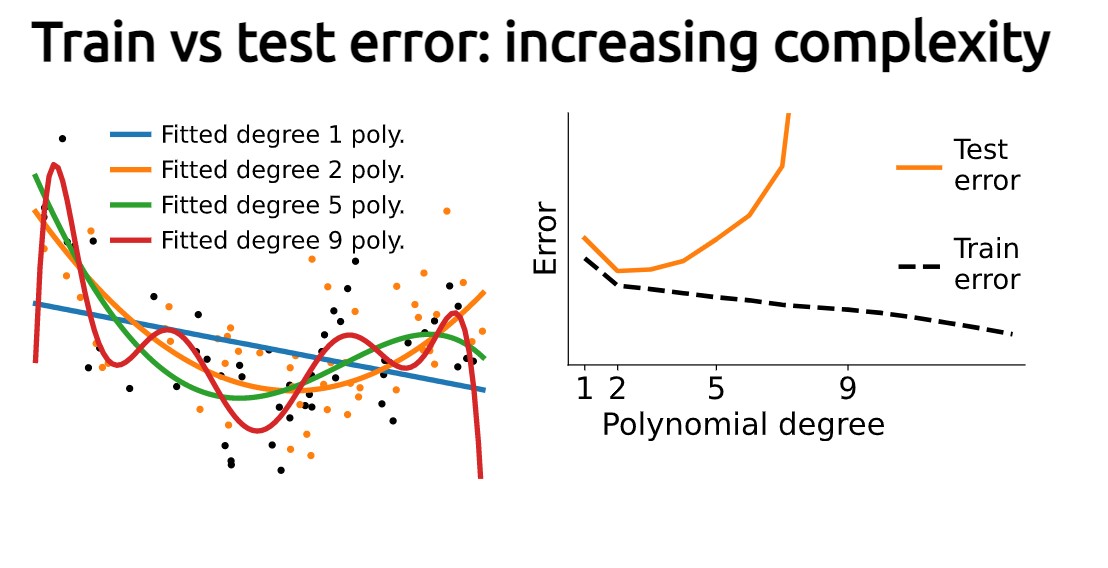 Train vs test error: increasing complexity
Fitted degree 1 poly.
Fitted degree 2 poly.
Fitted degree 5 poly.
Fitted degree 9 poly.
Error
Test
error
Train
error
1 2 5 9
Polynomial degree